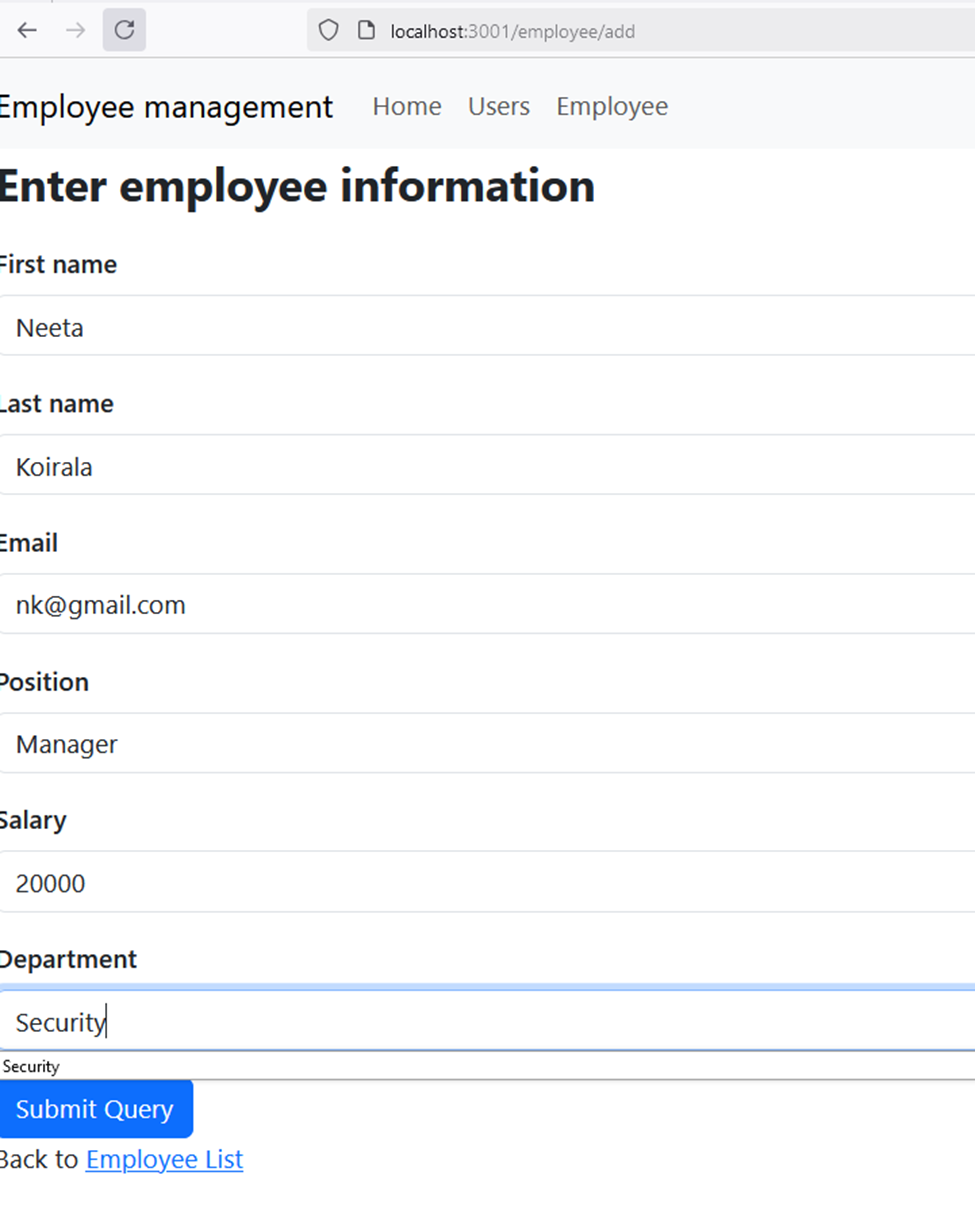 localhost:3001/employee/add
Employee management Home Users Employee
Enter employee information
First name
Neeta
Last name
Koirala
Email
nk@gmail.com
Position
Manager
Salary
20000
Department
Security
Security
Submit Query
Back to Employee List